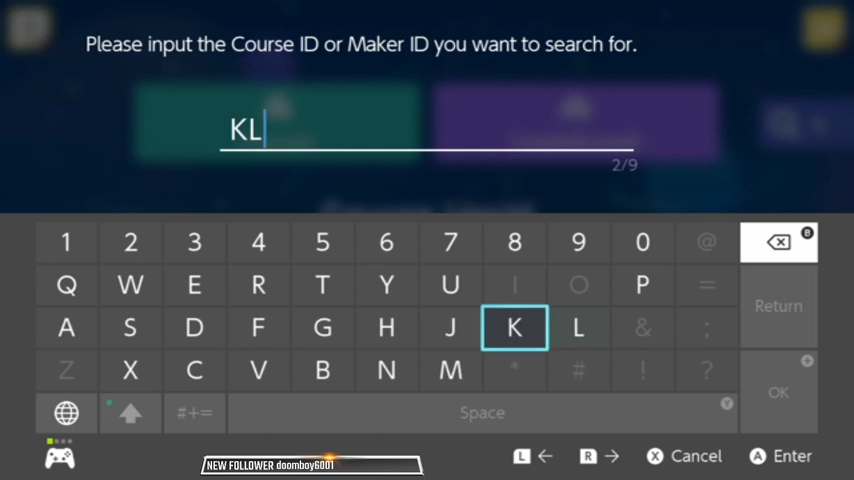 Please input the Course ID or Maker ID you want to search for.
KL
2/9
1 2 3 4 5 6 7 8 9 0 @ B
Q W E R T Y U I O P = Return
A S D F G H J K L & ;
Z X C V B N M * # ! ? OK
#+= Space Y
L ← R → X Cancel A Enter
NEW FOLLOWER doomboy6001